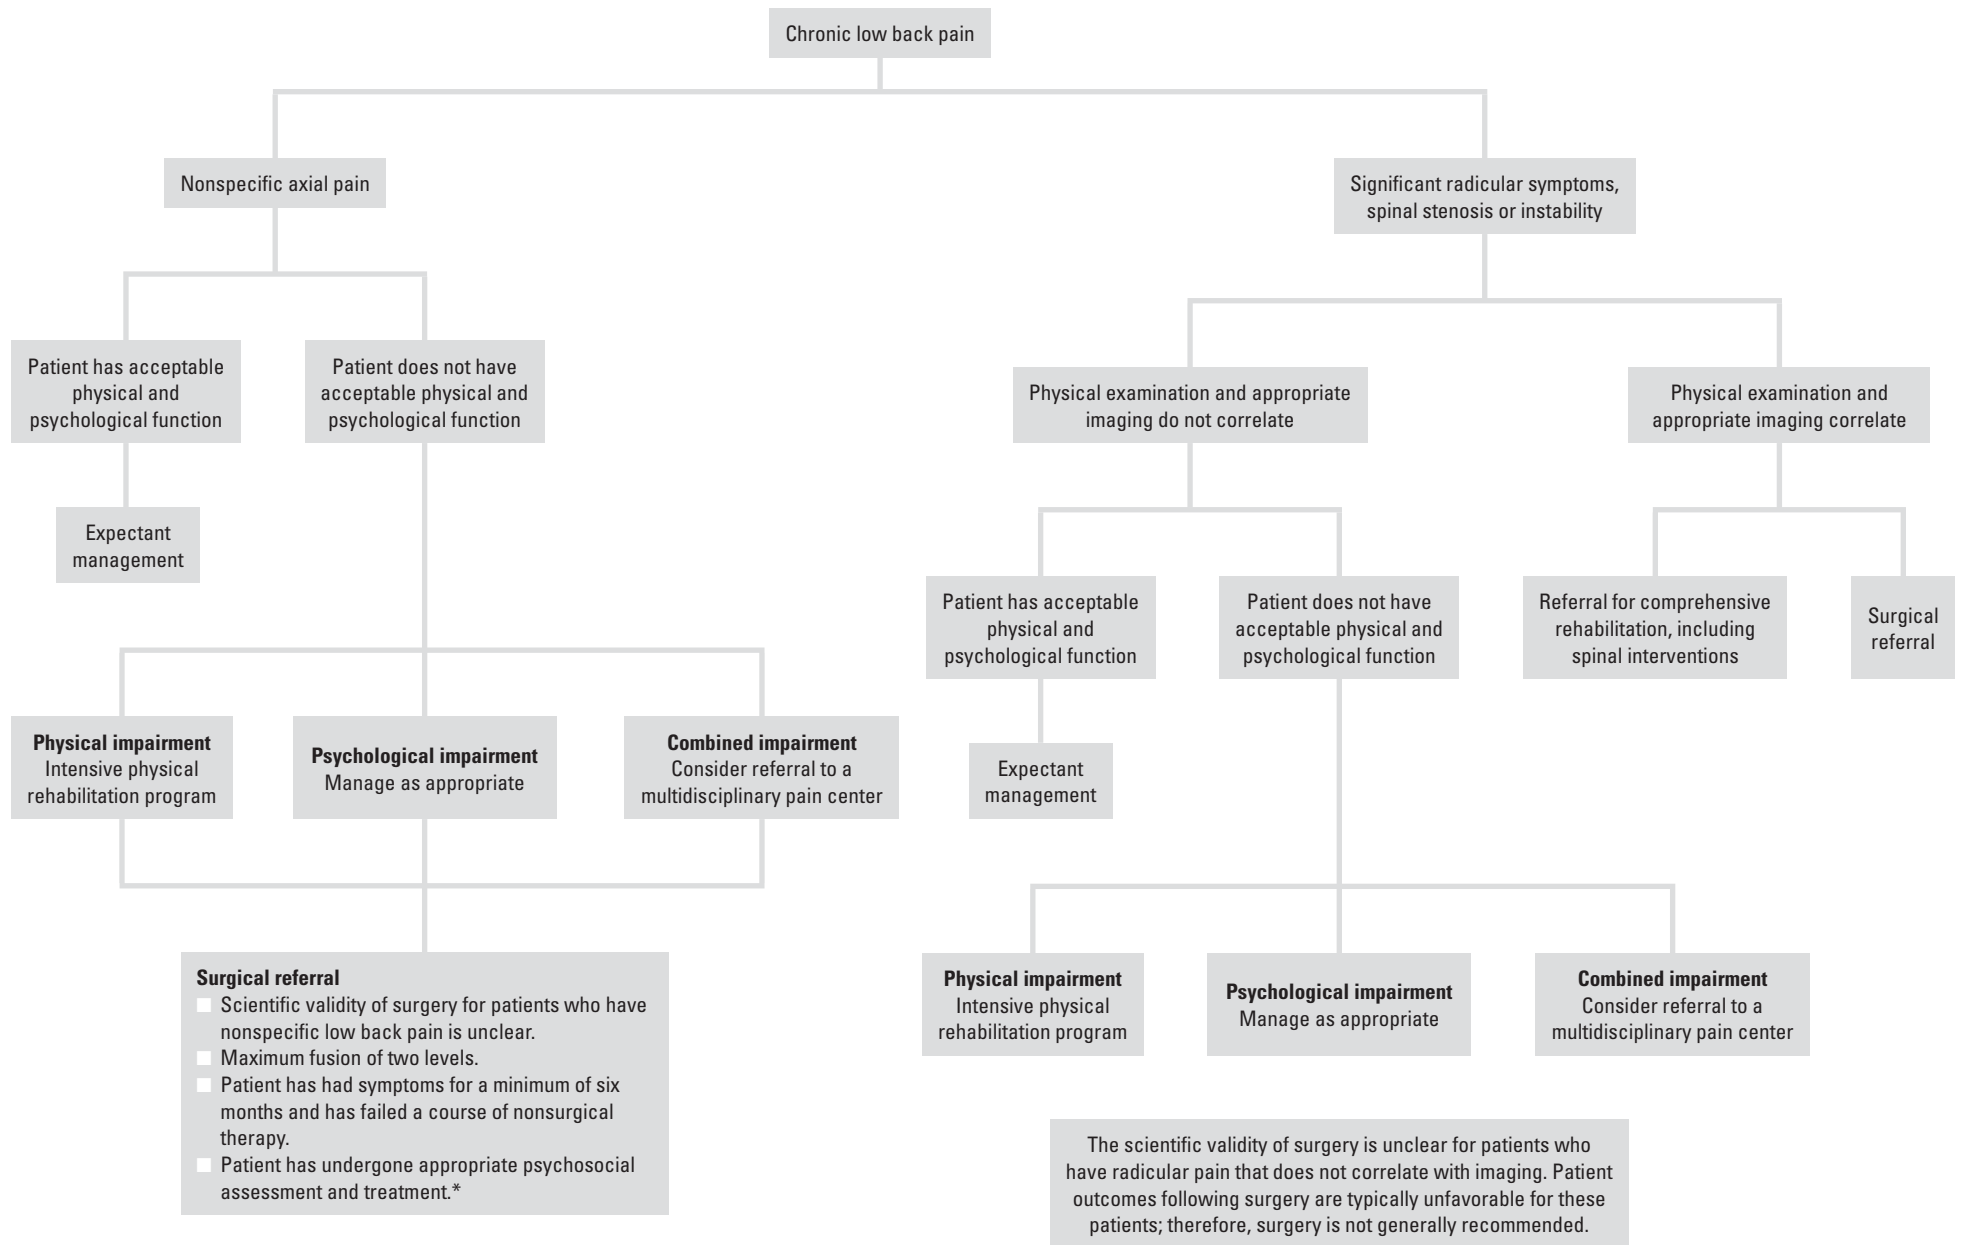 Chronic low back pain
Nonspecific axial pain
Significant radicular symptoms,
spinal stenosis or instability
Patient has acceptable
physical and
psychological function
Patient does not have
acceptable physical and
psychological function
Physical examination and appropriate
imaging do not correlate
Physical examination and
appropriate imaging correlate
Expectant
management
Patient has acceptable
physical and
psychological function
Patient does not have
acceptable physical and
psychological function
Referral for comprehensive
rehabilitation, including
spinal interventions
Surgical
referral
Physical impairment
Intensive physical
rehabilitation program
Psychological impairment
Manage as appropriate
Combined impairment
Consider referral to a
multidisciplinary pain center
Expectant
management
Surgical referral
Scientific validity of surgery for patients who have
nonspecific low back pain is unclear.
Maximum fusion of two levels.
Patient has had symptoms for a minimum of six
months and has failed a course of nonsurgical
therapy.
Patient has undergone appropriate psychosocial
assessment and treatment.*
Physical impairment
Intensive physical
rehabilitation program
Psychological impairment
Manage as appropriate
Combined impairment
Consider referral to a
multidisciplinary pain center
The scientific validity of surgery is unclear for patients who
have radicular pain that does not correlate with imaging. Patient
outcomes following surgery are typically unfavorable for these
patients; therefore, surgery is not generally recommended.